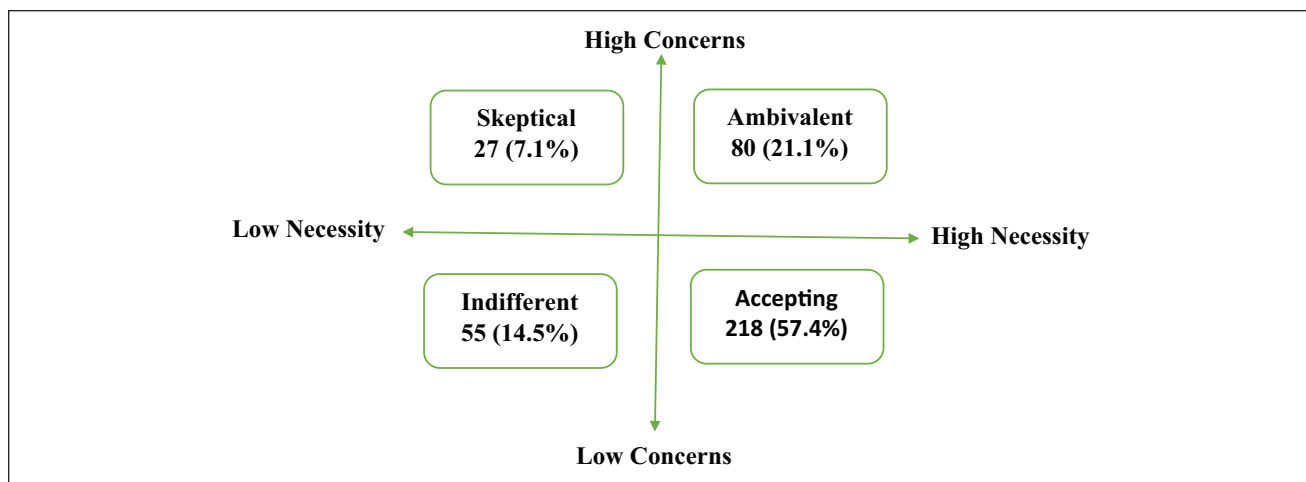 High Concerns
Skeptical
27 (7.1%)
Ambivalent
80 (21.1%)
Low Necessity
High Necessity
Indifferent
55 (14.5%)
Accepting
218 (57.4%)
Low Concerns